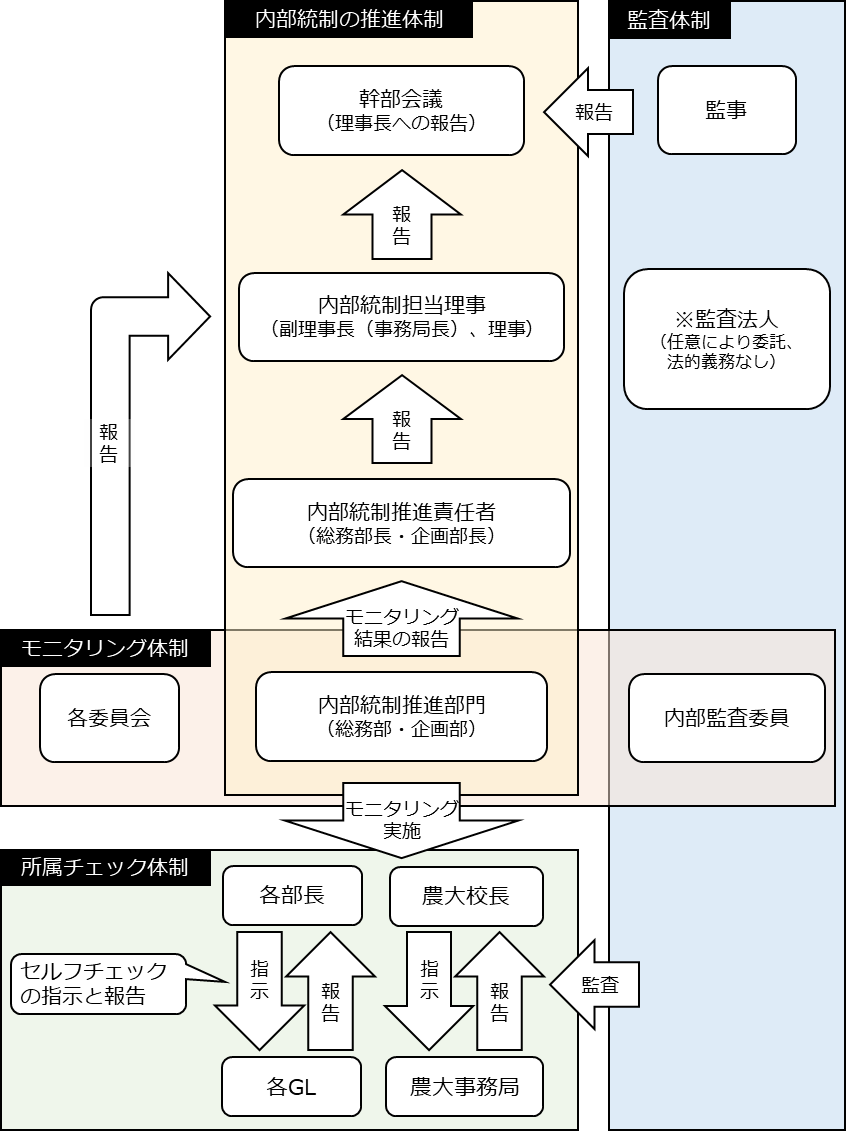 内部統制の推進体制
監査体制
幹部会議
（理事長への報告）
報告
監事
報
告
内部統制担当理事
（副理事長（事務局長）、理事）
※監査法人
（任意により委託、
法的義務なし）
報
告
報
告
内部統制推進責任者
（総務部長・企画部長）
モニタリング
結果の報告
モニタリング体制
各委員会
内部統制推進部門
（総務部・企画部）
内部監査委員
モニタリング
実施
所属チェック体制
各部長
農大校長
セルフチェック
の指示と報告
指
示
報
告
指
示
報
告
監査
各GL
農大事務局